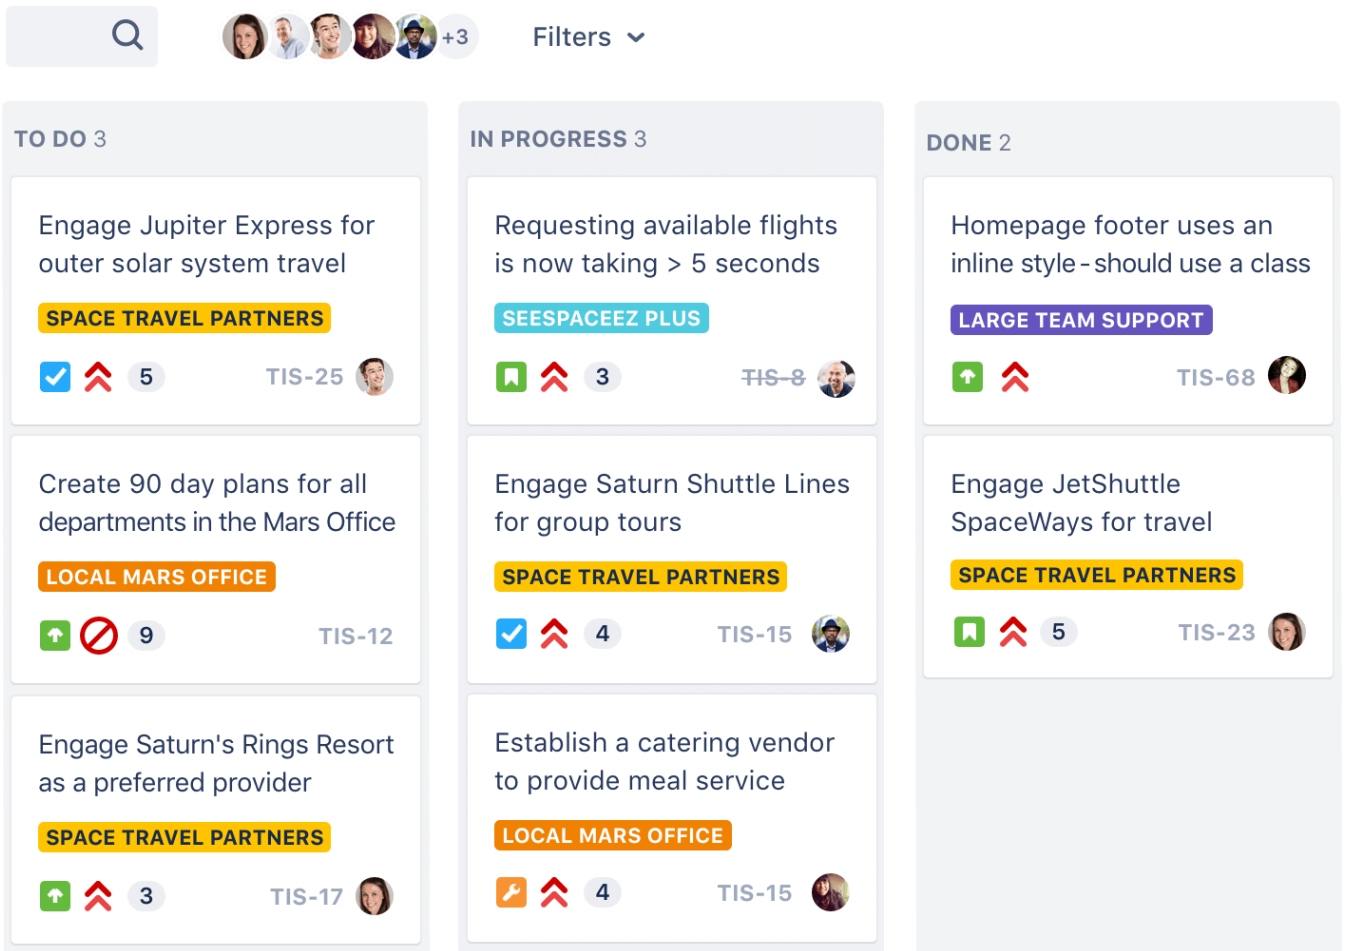 +3
Filters
TO DO 3
Engage Jupiter Express for
outer solar system travel
SPACE TRAVEL PARTNERS
5
TIS-25
Create 90 day plans for all
departments in the Mars Office
LOCAL MARS OFFICE
9
TIS-12
Engage Saturn's Rings Resort
as a preferred provider
SPACE TRAVEL PARTNERS
3
TIS-17
IN PROGRESS 3
Requesting available flights
is now taking > 5 seconds
SEESPACEEZ PLUS
3
TIS-8
Engage Saturn Shuttle Lines
for group tours
SPACE TRAVEL PARTNERS
4
TIS-15
Establish a catering vendor
to provide meal service
LOCAL MARS OFFICE
4
TIS-15
DONE 2
Homepage footer uses an
inline style - should use a class
LARGE TEAM SUPPORT
TIS-68
Engage JetShuttle
SpaceWays for travel
SPACE TRAVEL PARTNERS
5
TIS-23